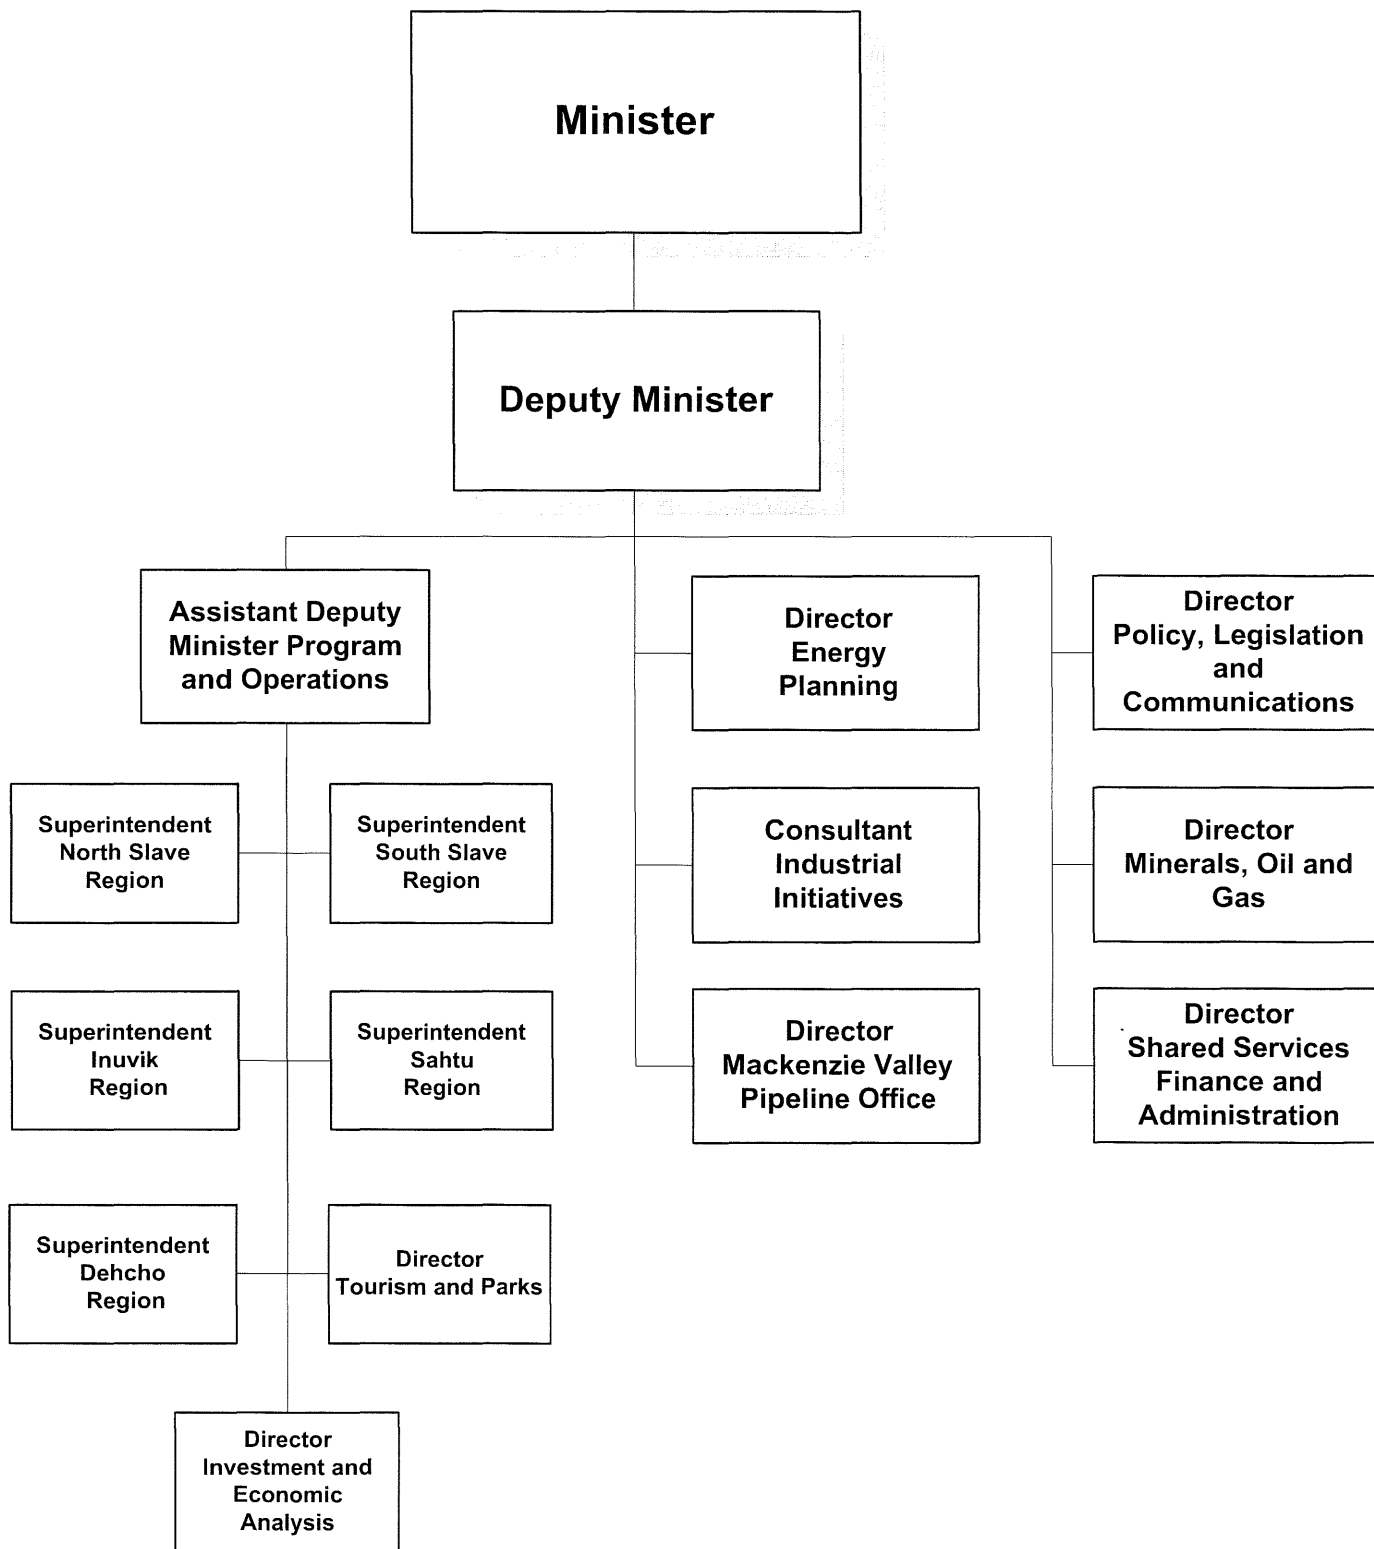 Minister
Deputy Minister
Assistant Deputy
Minister Program
and Operations
Director
Energy
Planning
Director
Policy, Legislation
and
Communications
Superintendent
North Slave
Region
Superintendent
South Slave
Region
Consultant
Industrial
Initiatives
Director
Minerals, Oil and
Gas
Superintendent
Inuvik
Region
Superintendent
Sahtu
Region
Director
Mackenzie Valley
Pipeline Office
Director
Shared Services
Finance and
Administration
Superintendent
Dehcho
Region
Director
Tourism and Parks
Director
Investment and
Economic
Analysis